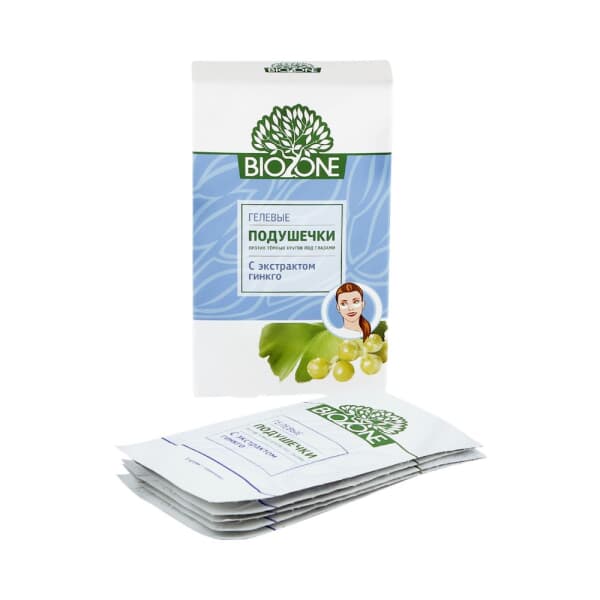 BIOZONE
BIOZONE
ГЕЛЕВЫЕ
ПОДУШЕЧКИ
ПРОТИВ ТЁМНЫХ КРУГОВ ПОД ГЛАЗАМИ
С экстрактом
гинкго
BIOZONE
ГЕЛЕВЫЕ
ПОДУШЕЧКИ
С экстрактом
гинкго